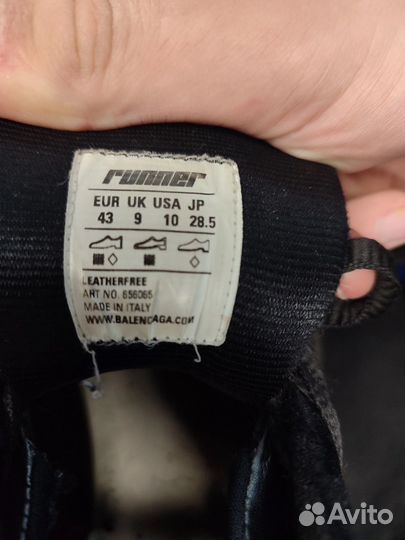 runner
EUR UK USA JP
43 9 10 28.5
LEATHERFREE
ART NO. 656065
MADE IN ITALY
WWW.BALENCIAGA.COM
Avito